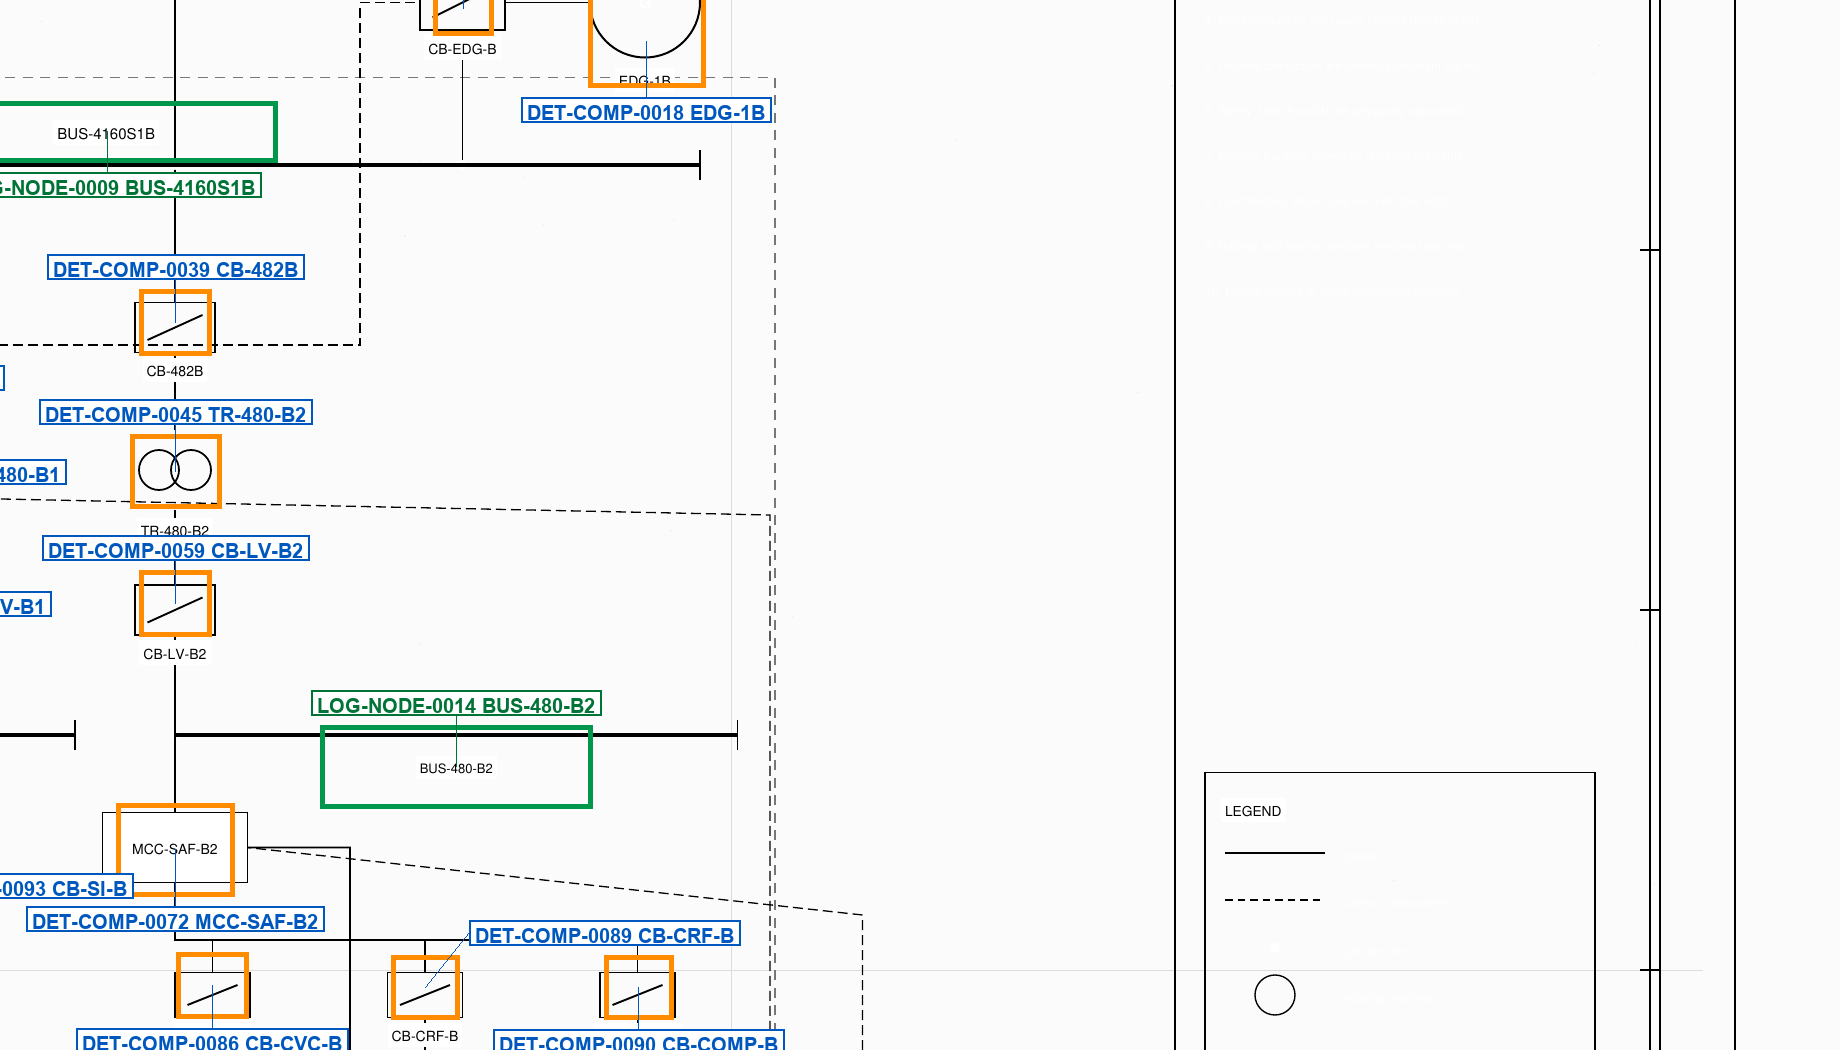 CB-EDG-B
EDG-1B
DET-COMP-0018 EDG-1B
BUS-4160S1B
G-NODE-0009 BUS-4160S1B
DET-COMP-0039 CB-482B
CB-482B
DET-COMP-0045 TR-480-B2
480-B1
TR-480-B2
DET-COMP-0059 CB-LV-B2
V-B1
CB-LV-B2
LOG-NODE-0014 BUS-480-B2
BUS-480-B2
LEGEND
MCC-SAF-B2
-0093 CB-SI-B
DET-COMP-0072 MCC-SAF-B2
DET-COMP-0089 CB-CRF-B
CB-CRF-B
DET-COMP-0086 CB-CVC-B
DET-COMP-0090 CB-COMP-B